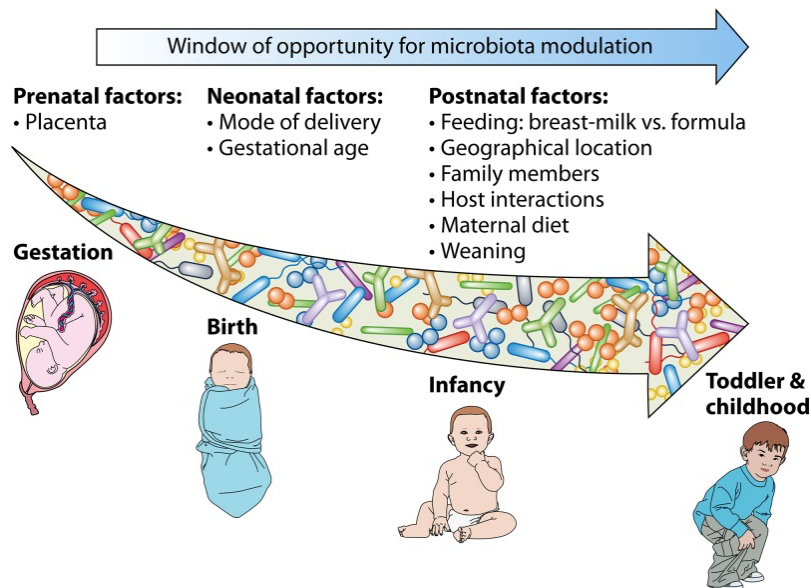 Window of opportunity for microbiota modulation
Prenatal factors:
• Placenta
Neonatal factors:
• Mode of delivery
• Gestational age
Postnatal factors:
• Feeding: breast-milk vs. formula
• Geographical location
• Family members
• Host interactions
• Maternal diet
• Weaning
Gestation
Birth
Infancy
Toddler &
childhood